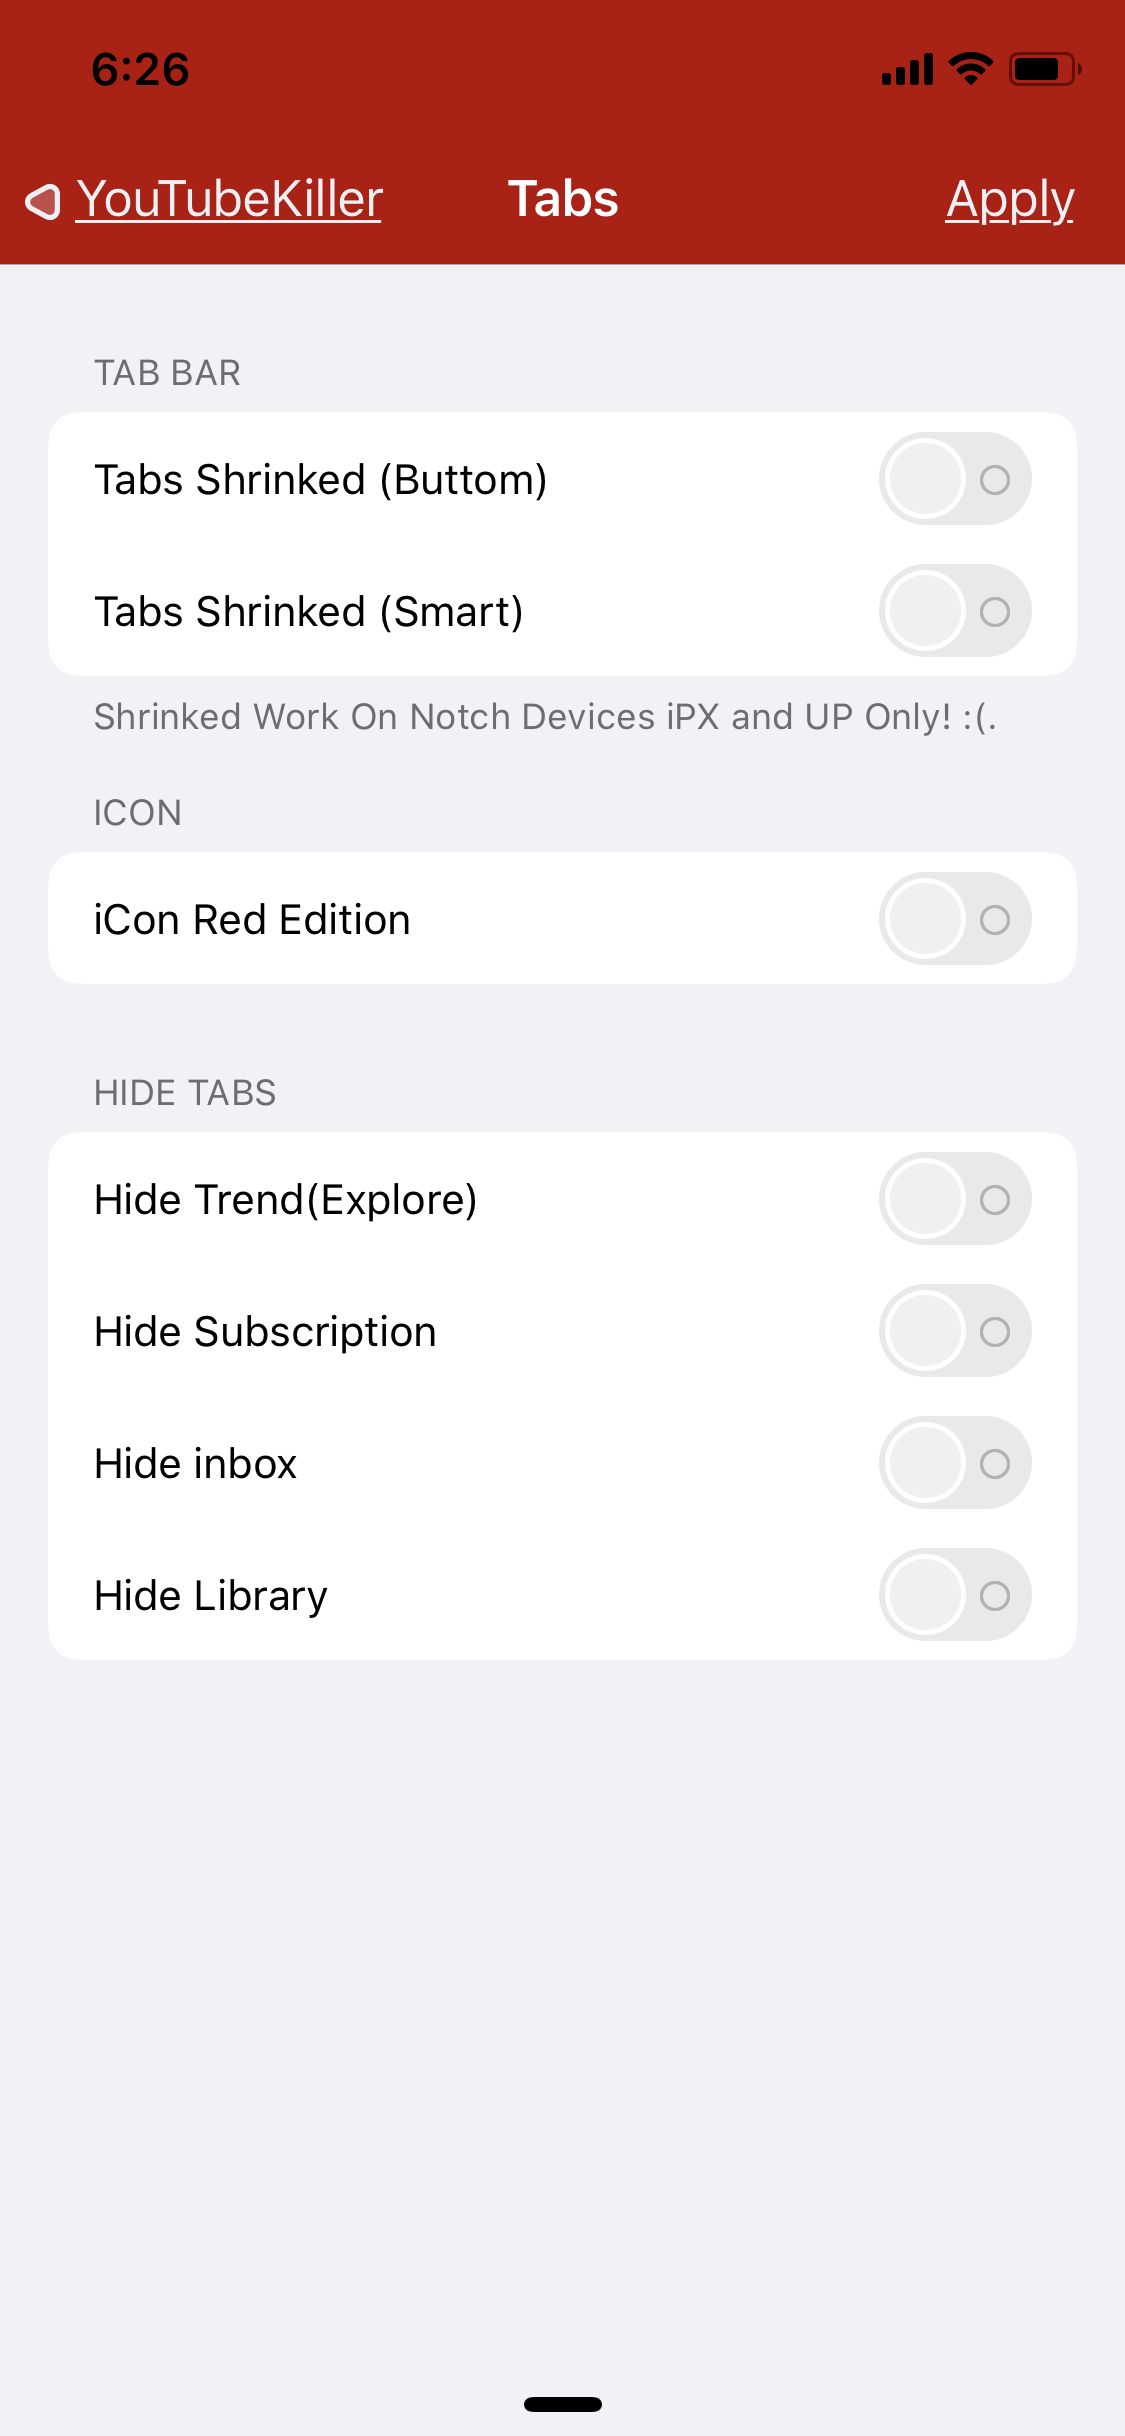 6:26
YouTubeKiller
Tabs
Apply
TAB BAR
Tabs Shrinked (Buttom)
Tabs Shrinked (Smart)
Shrinked Work On Notch Devices iPX and UP Only! :(.
ICON
iCon Red Edition
HIDE TABS
Hide Trend(Explore)
Hide Subscription
Hide inbox
Hide Library